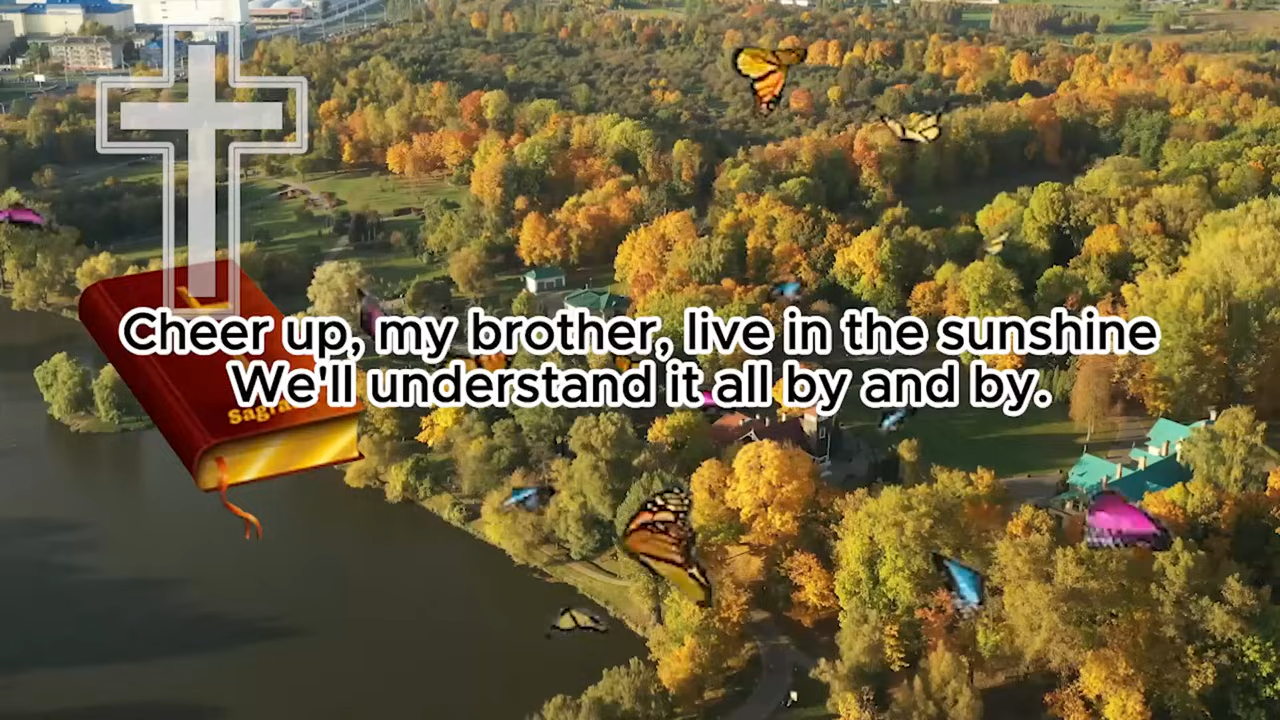 Cheer up, my brother, live in the sunshine
We'll understand it all by and by.